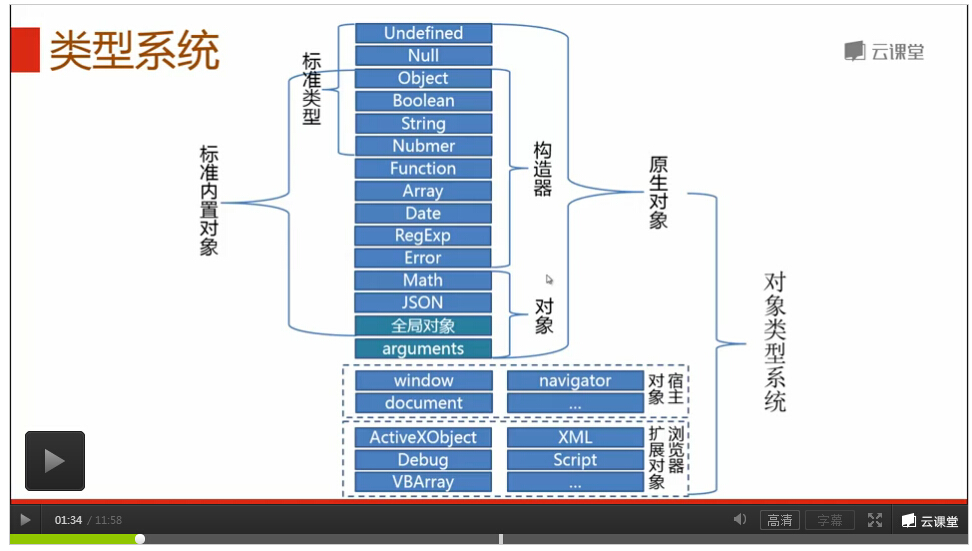 类型系统
云课堂
标准类型
标准内置对象
Undefined
Null
Object
Boolean
String
Nubmer
Function
Array
Date
RegExp
Error
Math
JSON
全局对象
arguments
构造器
对象
原生对象
对象类型系统
window
navigator
document
...
宿主对象
ActiveXObject
XML
Debug
Script
VBArray
...
浏览器扩展对象
01:34 / 11:58
高清
字幕
云课堂